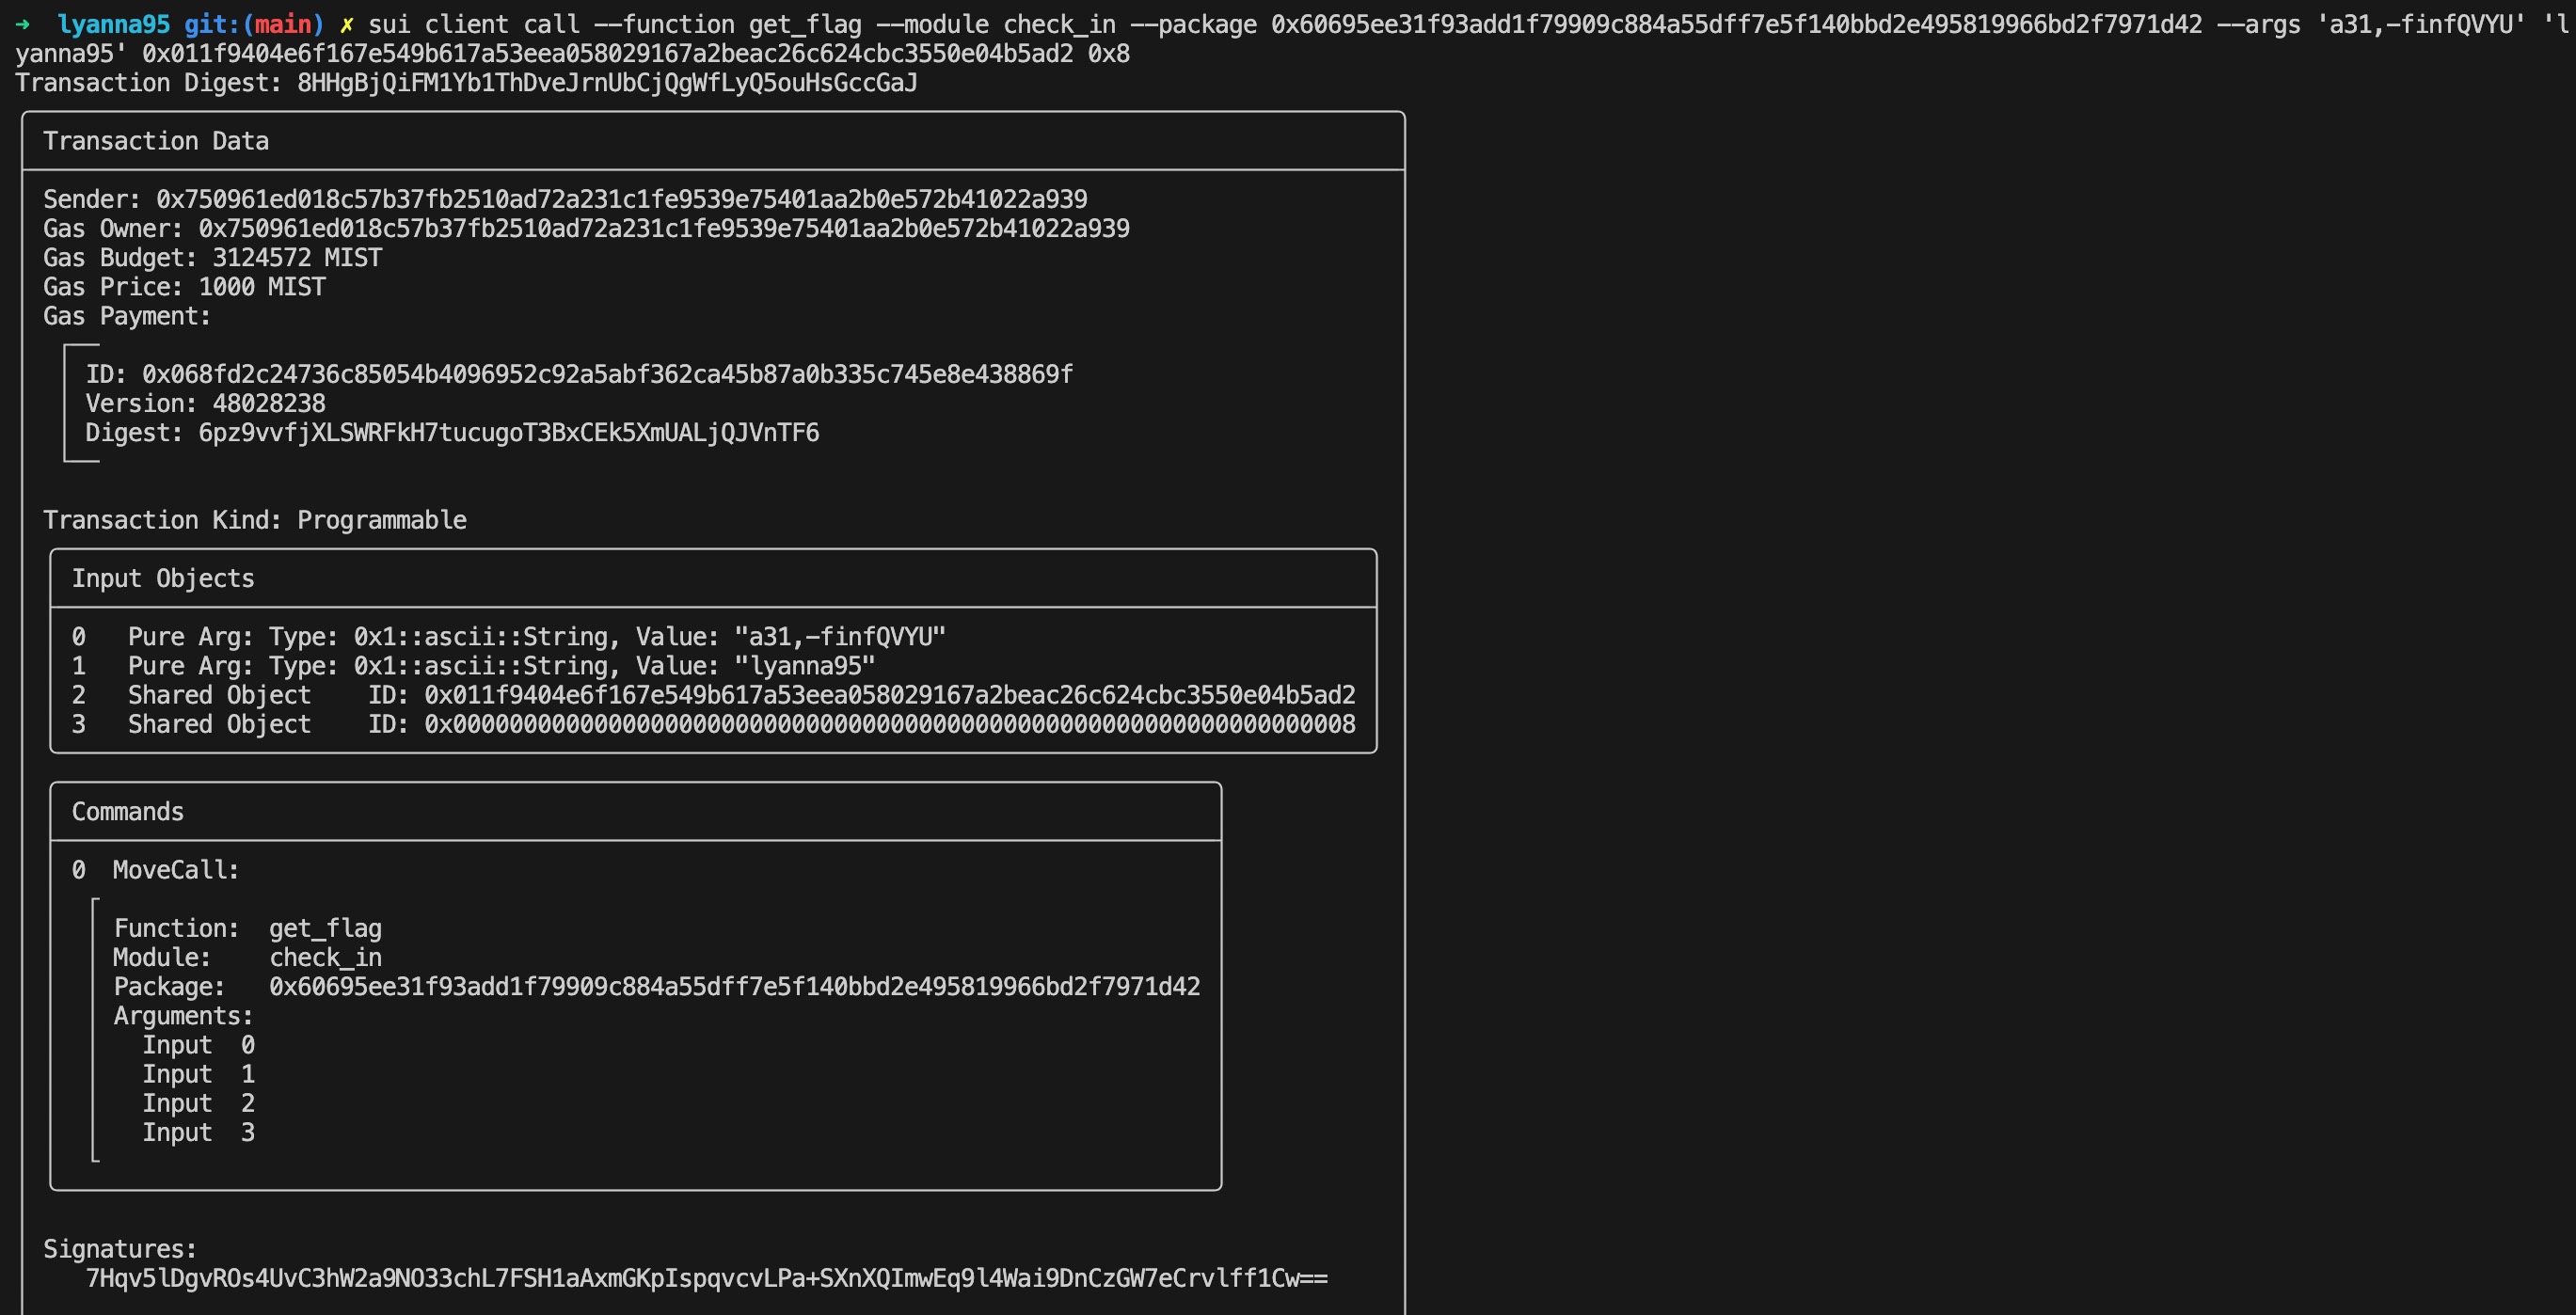 ➜  lyanna95 git:(main) ✗ sui client call --function get_flag --module check_in --package 0x60695ee31f93add1f79909c884a55dff7e5f140bbd2e495819966bd2f7971d42 --args 'a31,-finfQVYU' 'l
yanna95' 0x011f9404e6f167e549b617a53eea058029167a2beac26c624cbc3550e04b5ad2 0x8
Transaction Digest: 8HHgBjQiFM1Yb1ThDveJrnUbCjQgWfLyQ5ouHsGccGaJ
Transaction Data
Sender: 0x750961ed018c57b37fb2510ad72a231c1fe9539e75401aa2b0e572b41022a939
Gas Owner: 0x750961ed018c57b37fb2510ad72a231c1fe9539e75401aa2b0e572b41022a939
Gas Budget: 3124572 MIST
Gas Price: 1000 MIST
Gas Payment:
ID: 0x068fd2c24736c85054b4096952c92a5abf362ca45b87a0b335c745e8e438869f
Version: 48028238
Digest: 6pz9vvfjXLSWRFkH7tucugoT3BxCEk5XmUALjQJVnTF6
Transaction Kind: Programmable
Input Objects
0   Pure Arg: Type: 0x1::ascii::String, Value: "a31,-finfQVYU"
1   Pure Arg: Type: 0x1::ascii::String, Value: "lyanna95"
2   Shared Object    ID: 0x011f9404e6f167e549b617a53eea058029167a2beac26c624cbc3550e04b5ad2
3   Shared Object    ID: 0x0000000000000000000000000000000000000000000000000000000000000008
Commands
0  MoveCall:
Function:  get_flag
Module:    check_in
Package:   0x60695ee31f93add1f79909c884a55dff7e5f140bbd2e495819966bd2f7971d42
Arguments:
Input  0
Input  1
Input  2
Input  3
Signatures:
7Hqv5lDgvROs4UvC3hW2a9NO33chL7FSH1aAxmGKpIspqvcvLPa+SXnXQImwEq9l4Wai9DnCzGW7eCrvlff1Cw==